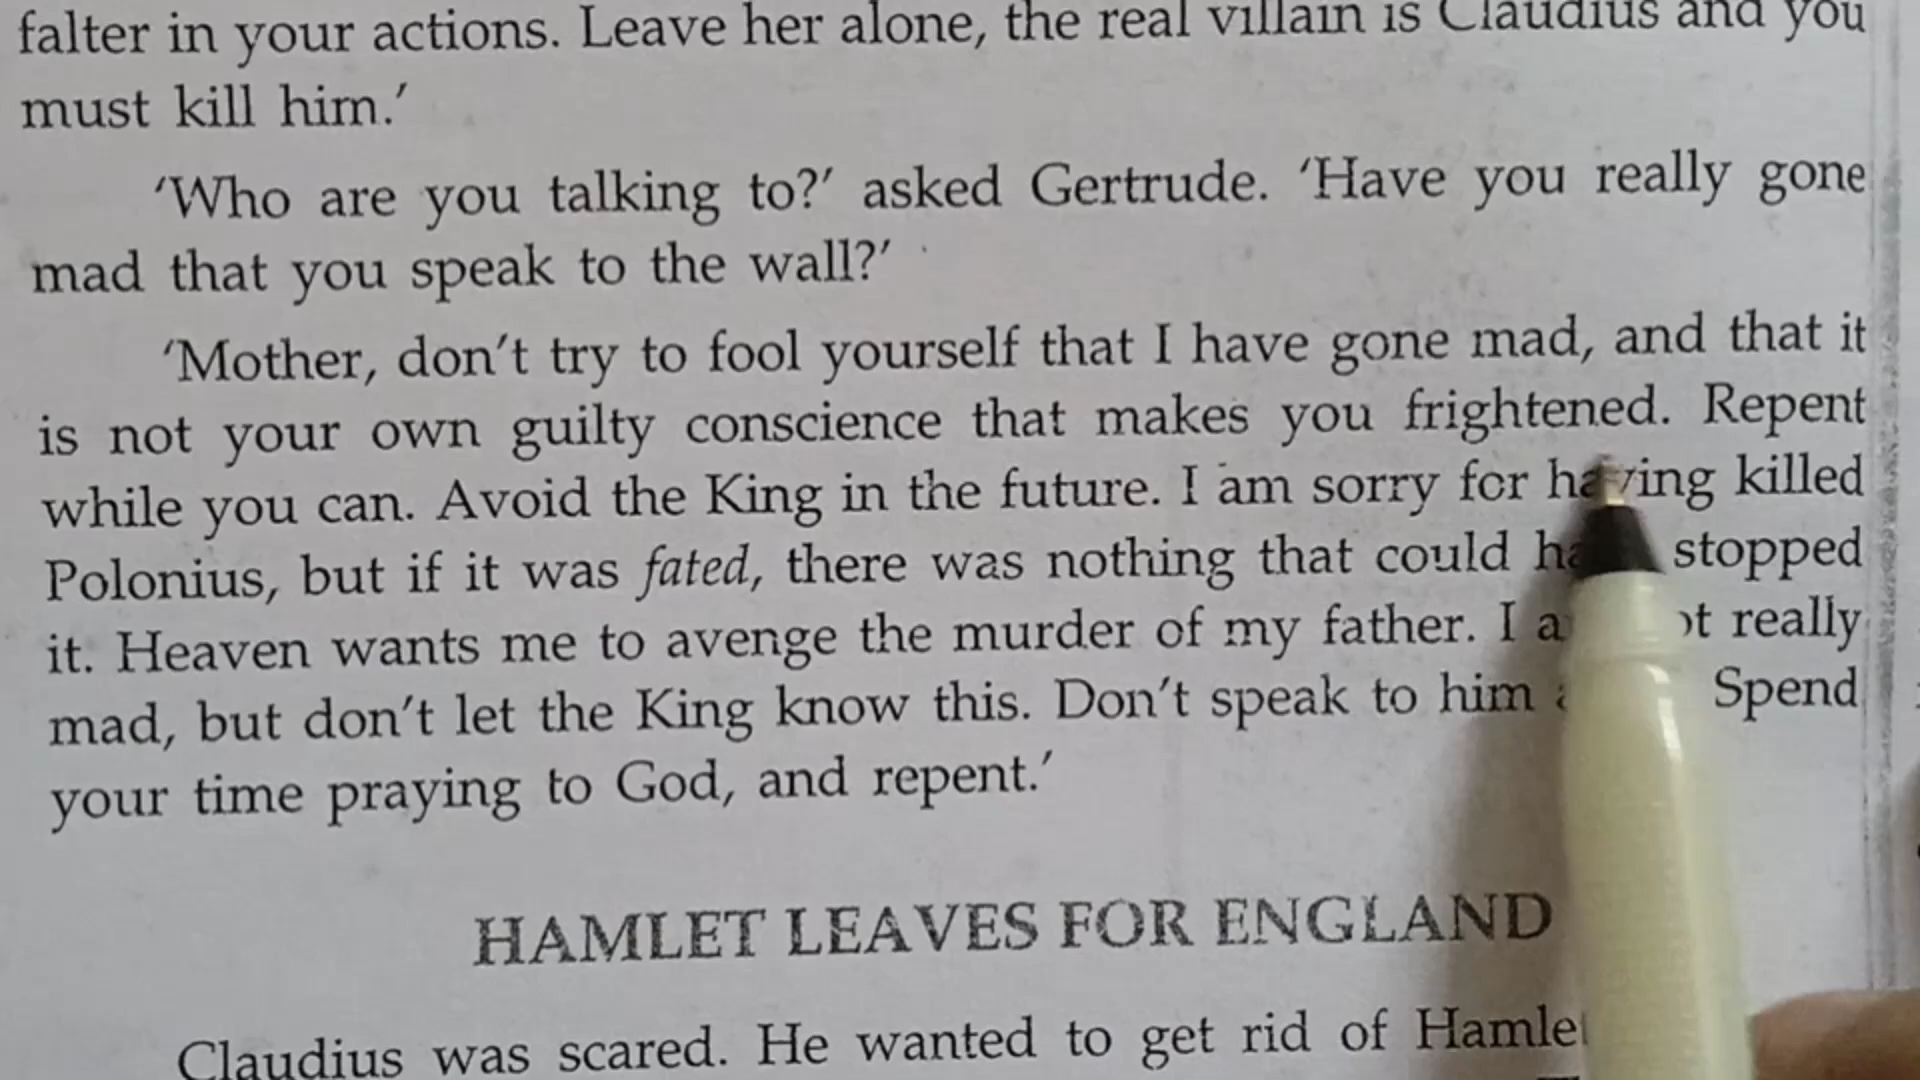 falter in your actions. Leave her alone, the real villain is Claudius and you
must kill him.'
'Who are you talking to?' asked Gertrude. 'Have you really gone
mad that you speak to the wall?'
'Mother, don't try to fool yourself that I have gone mad, and that it
is not your own guilty conscience that makes you frightened. Repent
while you can. Avoid the King in the future. I am sorry for having killed
Polonius, but if it was fated, there was nothing that could stopped
it. Heaven wants me to avenge the murder of my father. I really
mad, but don't let the King know this. Don't speak to him Spend
your time praying to God, and repent.'
HAMLET LEAVES FOR ENGLAND
Claudius was scared. He wanted to get rid of Hamlet